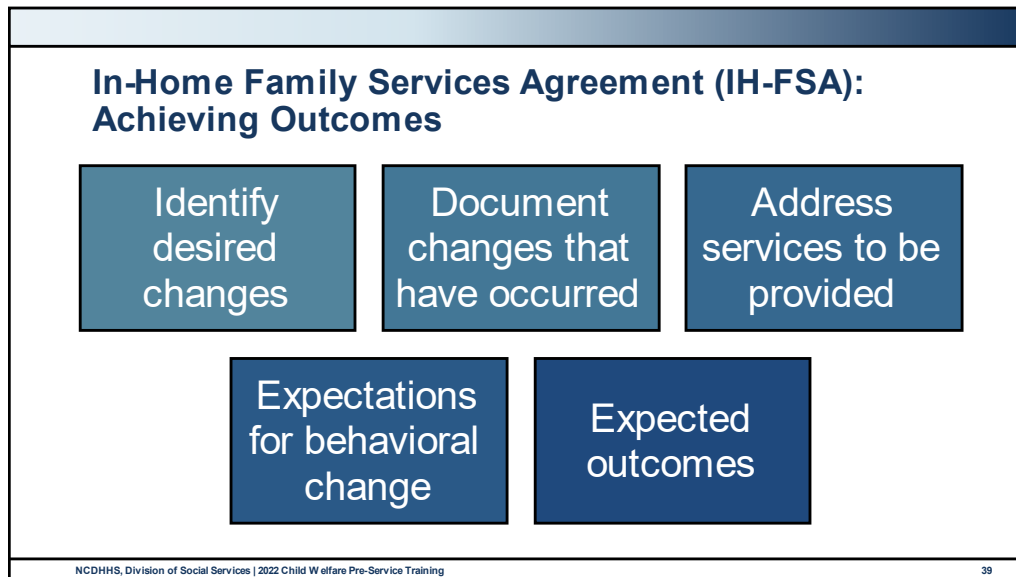 In-Home Family Services Agreement (IH-FSA):
Achieving Outcomes
Identify
desired
changes
Document
changes that
have occurred
Address
services to be
provided
Expectations
for behavioral
change
Expected
outcomes
NCDHHS, Division of Social Services | 2022 Child Welfare Pre-Service Training
39